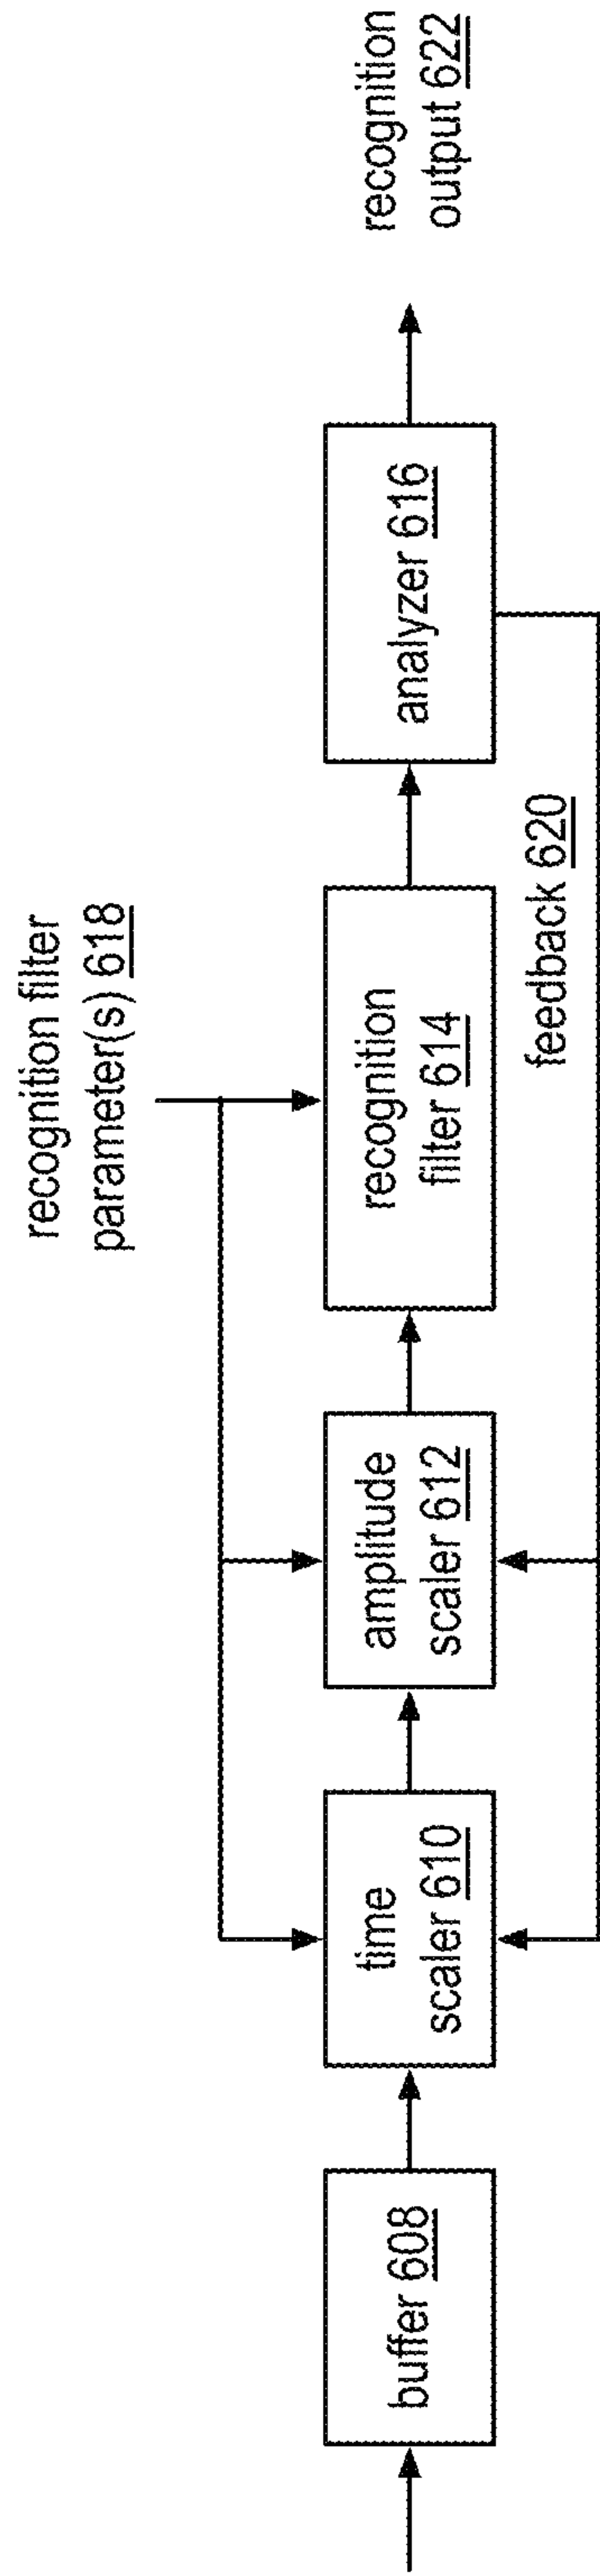 recognition filter
parameter(s) 618
buffer 608
time
scaler 610
amplitude
scaler 612
recognition
filter 614
analyzer 616
recognition
output 622
feedback 620